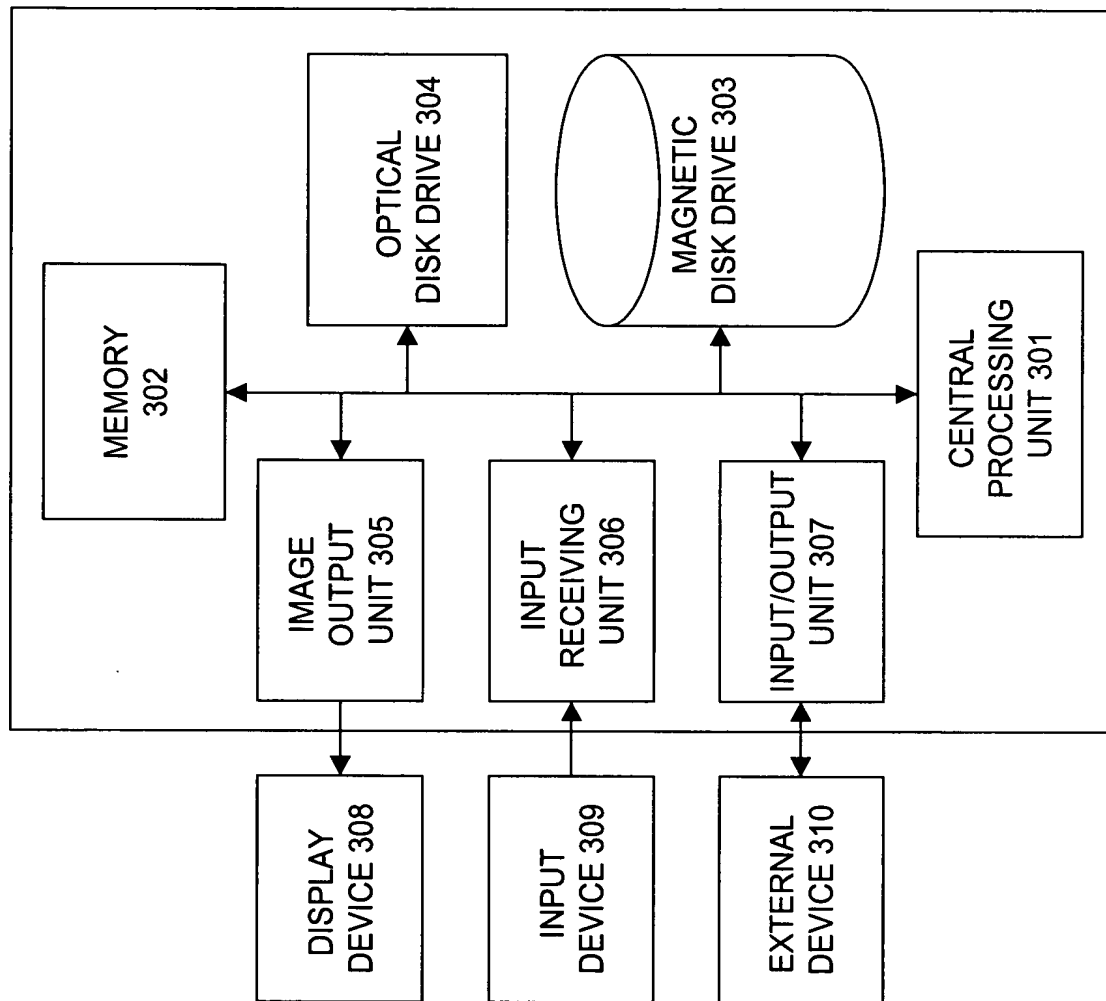 MEMORY
302
OPTICAL
DISK DRIVE 304
MAGNETIC
DISK DRIVE 303
CENTRAL
PROCESSING
UNIT 301
IMAGE
OUTPUT
UNIT 305
INPUT
RECEIVING
UNIT 306
INPUT/OUTPUT
UNIT 307
DISPLAY
DEVICE 308
INPUT
DEVICE 309
EXTERNAL
DEVICE 310